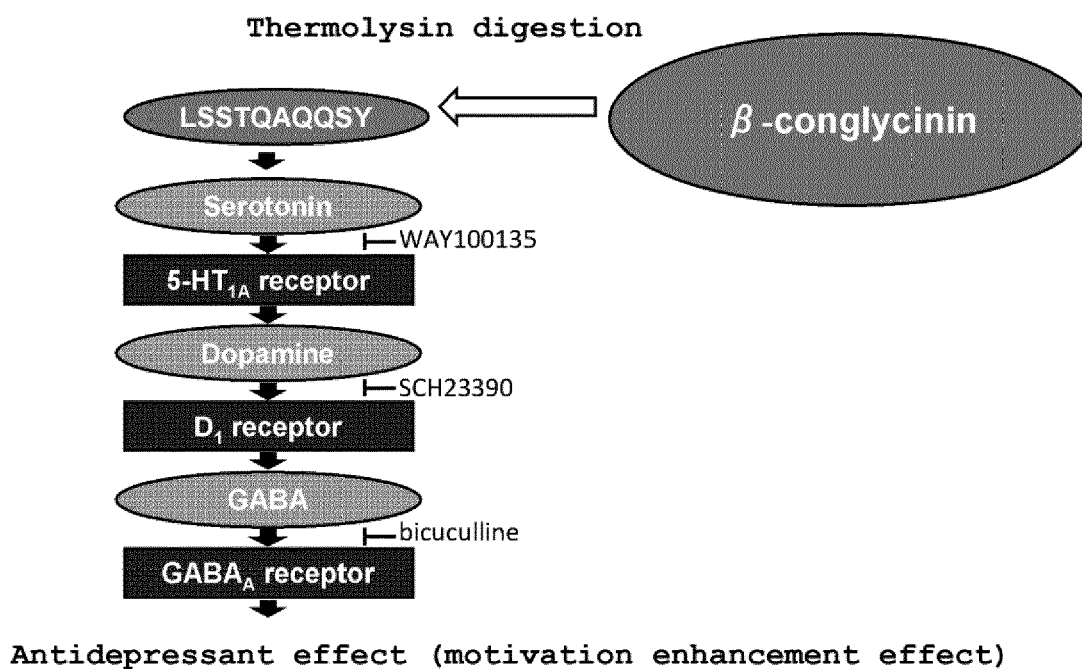 Thermolysin digestion
LSSTQAQQSY
β-conglycinin
Serotonin
WAY100135
5-HT1A receptor
Dopamine
SCH23390
D1 receptor
GABA
bicuculline
GABAA receptor
Antidepressant effect (motivation enhancement effect)